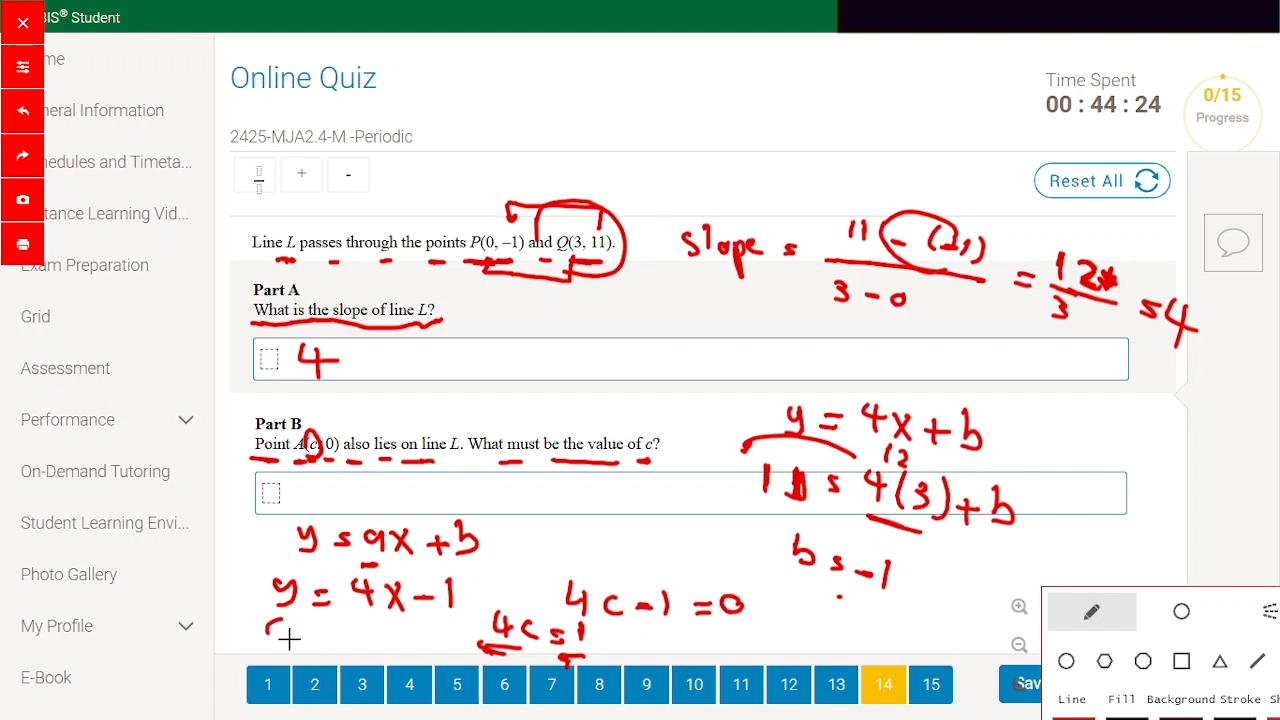 BIS® Student
me
neral Information
hedules and Timeta...
stance Learning Vid...
Exam Preparation
Grid
Assessment
Performance
On-Demand Tutoring
Student Learning Envi...
Photo Gallery
My Profile
E-Book
Online Quiz
2425-MJA2.4-M -Periodic
+ -
Time Spent
00 : 44 : 24
0/15
Progress
Reset All
Line L passes through the points P(0, −1) and Q(3, 11).
slope = 11 - (-1) / 3 - 0 = 12 / 3 = 4
Part A
What is the slope of line L?
4
Part B
Point A(c, 0) also lies on line L. What must be the value of c?
y = 4x + b
12
11 = 4(3) + b
b = -1
y = ax + b
y = 4x - 1
4c - 1 = 0
4c = 1
1 2 3 4 5 6 7 8 9 10 11 12 13 14 15
Sav
Line Fill Background Stroke Sh